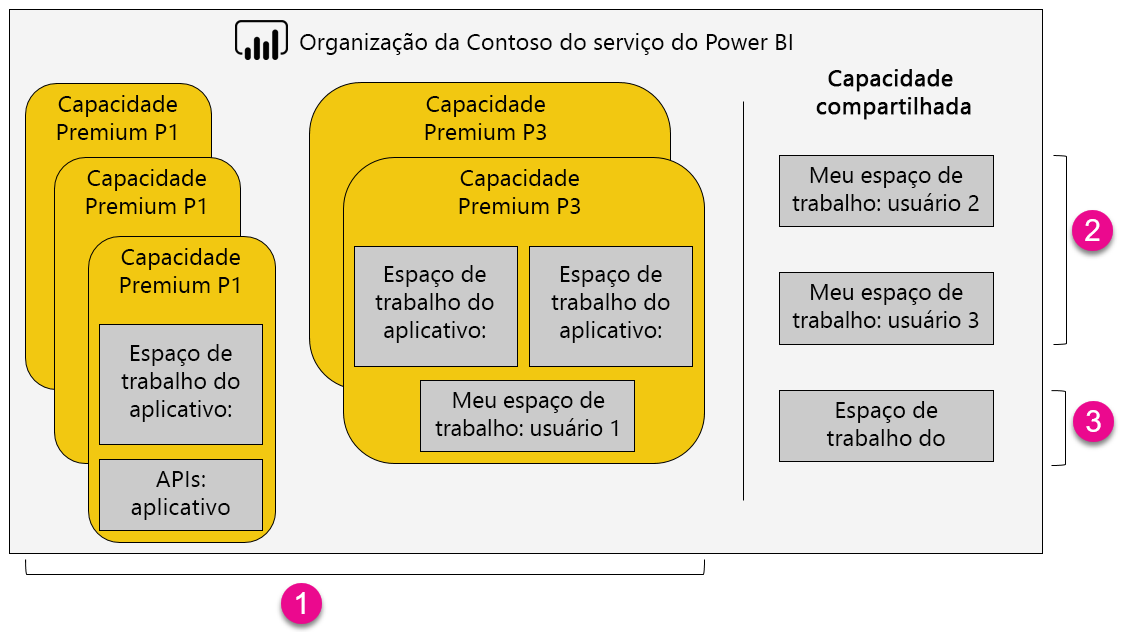 Organização da Contoso do serviço do Power BI
Capacidade
Premium P1
Capacidade
Premium P1
Capacidade
Premium P1
Espaço de
trabalho do
aplicativo:
APIs:
aplicativo
Capacidade
Premium P3
Capacidade
Premium P3
Espaço de
trabalho do
aplicativo:
Espaço de
trabalho do
aplicativo:
Meu espaço de
trabalho: usuário 1
Capacidade
compartilhada
Meu espaço de
trabalho: usuário 2
Meu espaço de
trabalho: usuário 3
Espaço de
trabalho do
2
3
1